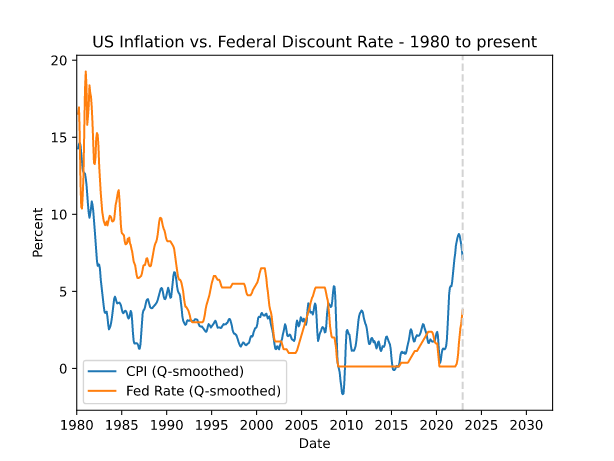 US Inflation vs. Federal Discount Rate - 1980 to present
20
15
10
5
0
Percent
CPI (Q-smoothed)
Fed Rate (Q-smoothed)
1980 1985 1990 1995 2000 2005 2010 2015 2020 2025 2030
Date